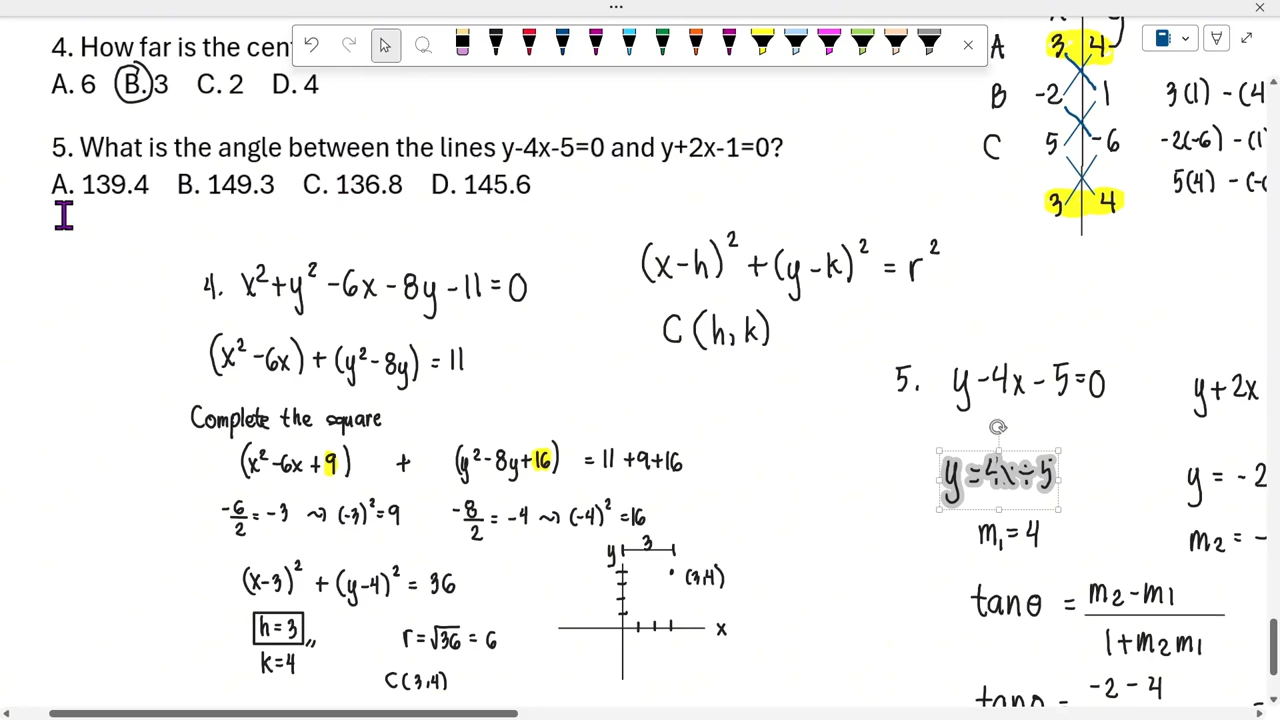 4. How far is the cent
A. 6 B. 3 C. 2 D. 4
5. What is the angle between the lines y-4x-5=0 and y+2x-1=0?
A. 139.4 B. 149.3 C. 136.8 D. 145.6
4. x²+y² -6x -8y -11 = 0
(x² -6x) + (y² -8y) = 11
Complete the square
(x² -6x + 9) + (y² -8y + 16) = 11 +9 +16
-6/2 = -3 ~> (-3)² = 9 -8/2 = -4 ~> (-4)² = 16
(x-3)² + (y-4)² = 36
h = 3
k = 4
r = √36 = 6
C(3,4)
y 3
(3,4)
x
(x-h)² + (y-k)² = r²
C (h, k)
A 3 4
B -2 1 3(1) - (4
C 5 -6 -2(-6) - (1
3 4 5(4) - (-
5. y -4x -5 = 0 y + 2x
y = 4x + 5 y = -2
m₁ = 4 m₂ = -
tan θ = m₂ - m₁ / 1 + m₂m₁
tan θ = -2 - 4